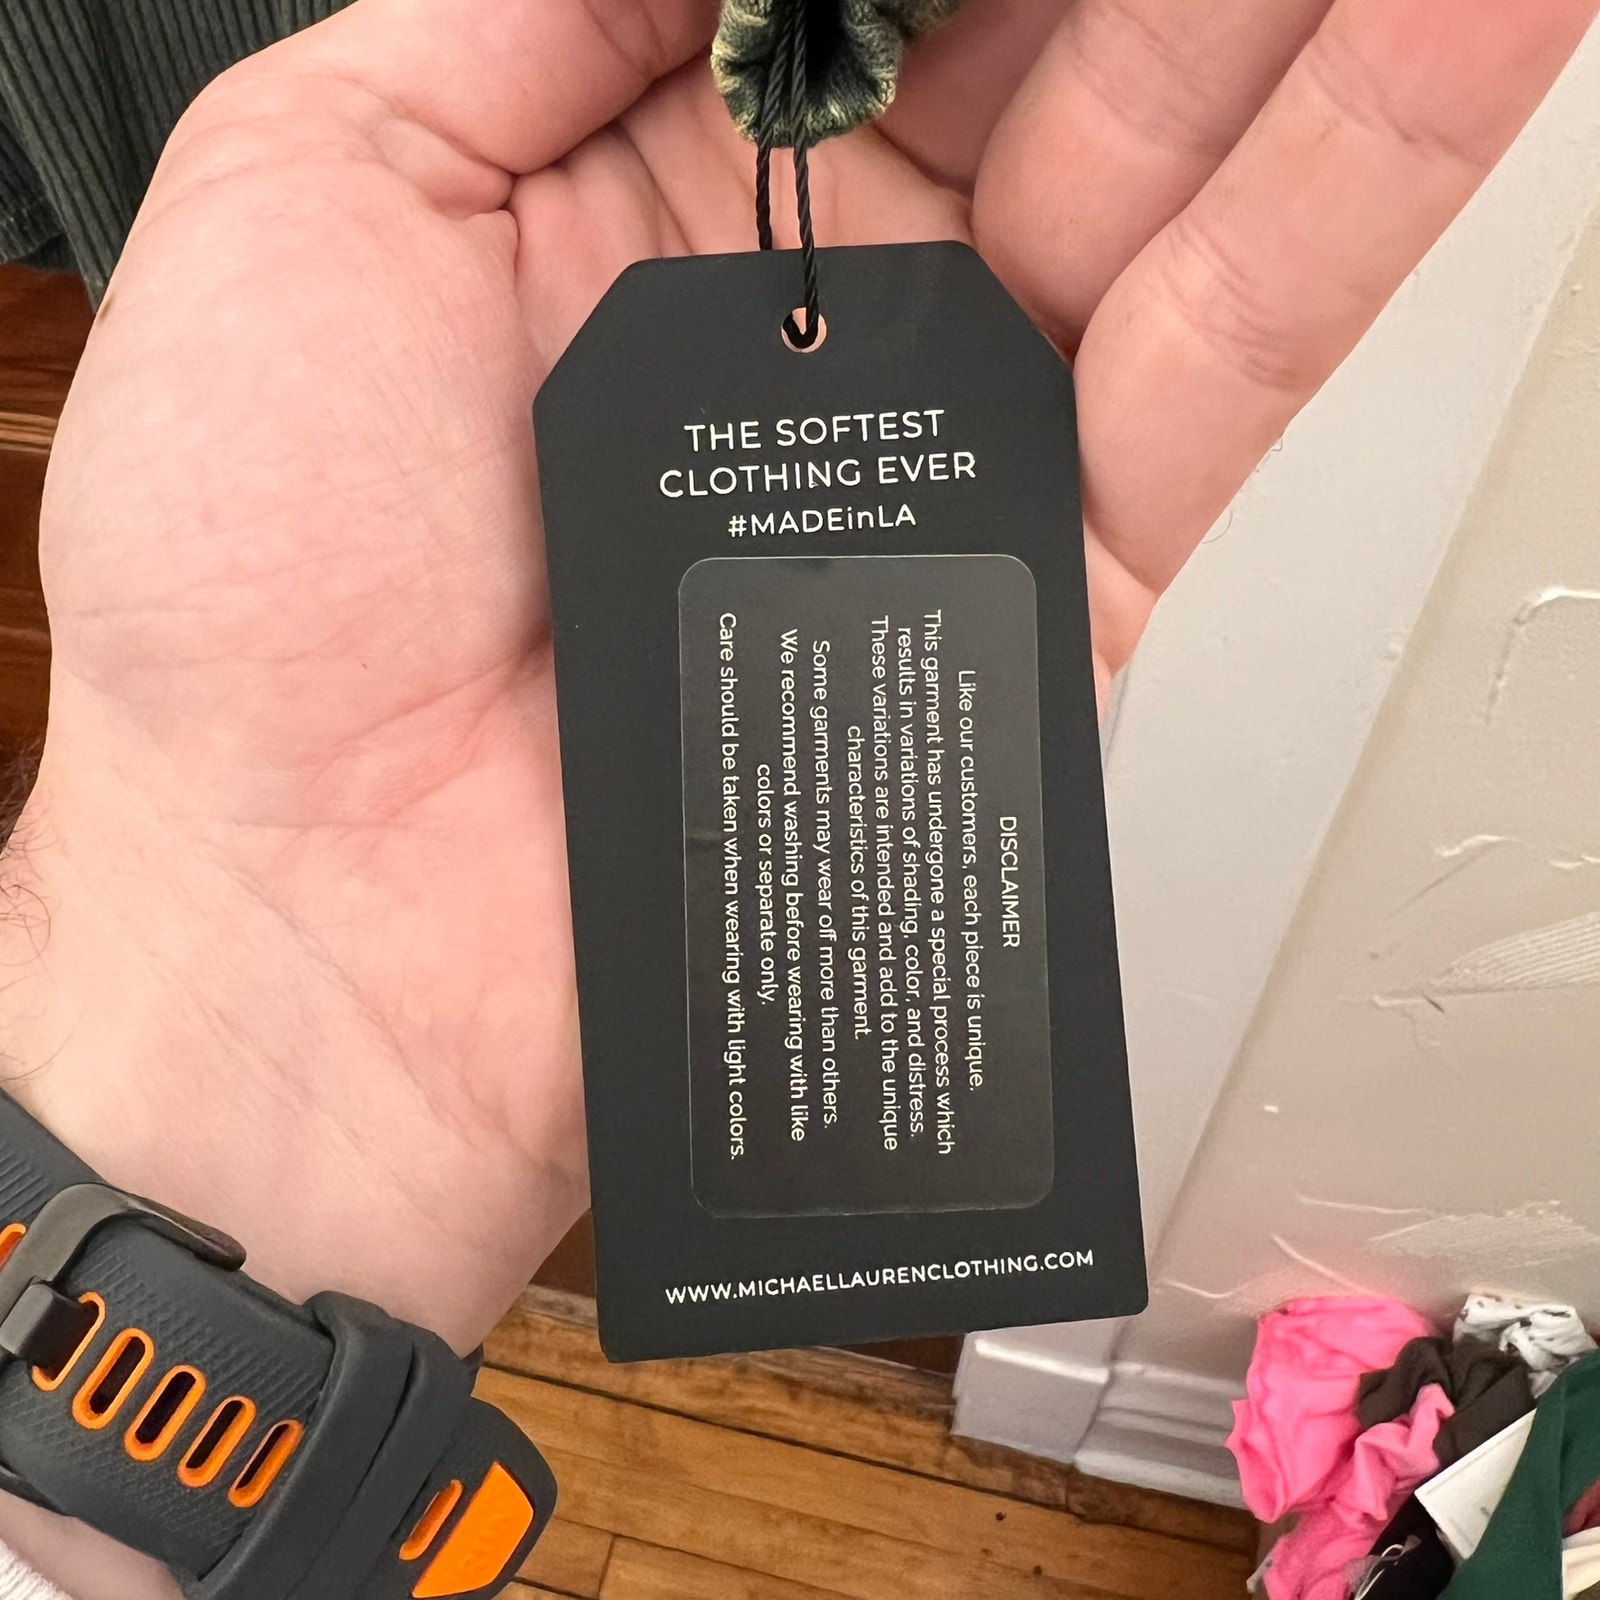 THE SOFTEST
CLOTHING EVER
#MADEinLA
DISCLAIMER
Like our customers, each piece is unique.
This garment has undergone a special process which
results in variations of shading, color, and distress.
These variations are intended and add to the unique
characteristics of this garment.
Some garments may wear off more than others.
We recommend washing before wearing with like
colors or separate only.
Care should be taken when wearing with light colors.
WWW.MICHAELLAURENCLOTHING.COM